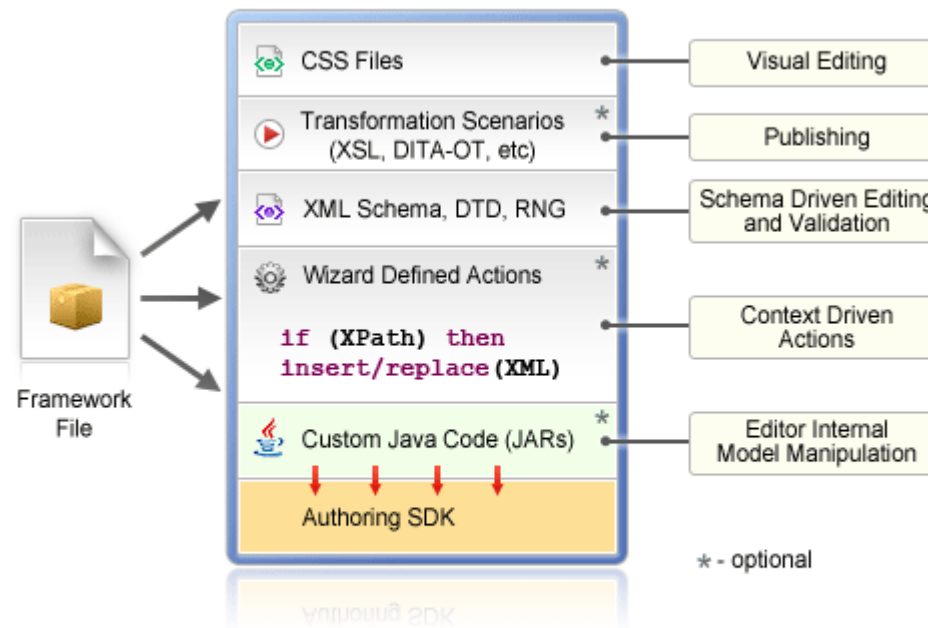 CSS Files
Visual Editing
Transformation Scenarios *
(XSL, DITA-OT, etc)
Publishing
XML Schema, DTD, RNG
Schema Driven Editing
and Validation
Wizard Defined Actions *
if (XPath) then
insert/replace(XML)
Context Driven
Actions
Framework
File
Custom Java Code (JARs) *
Editor Internal
Model Manipulation
Authoring SDK
* - optional